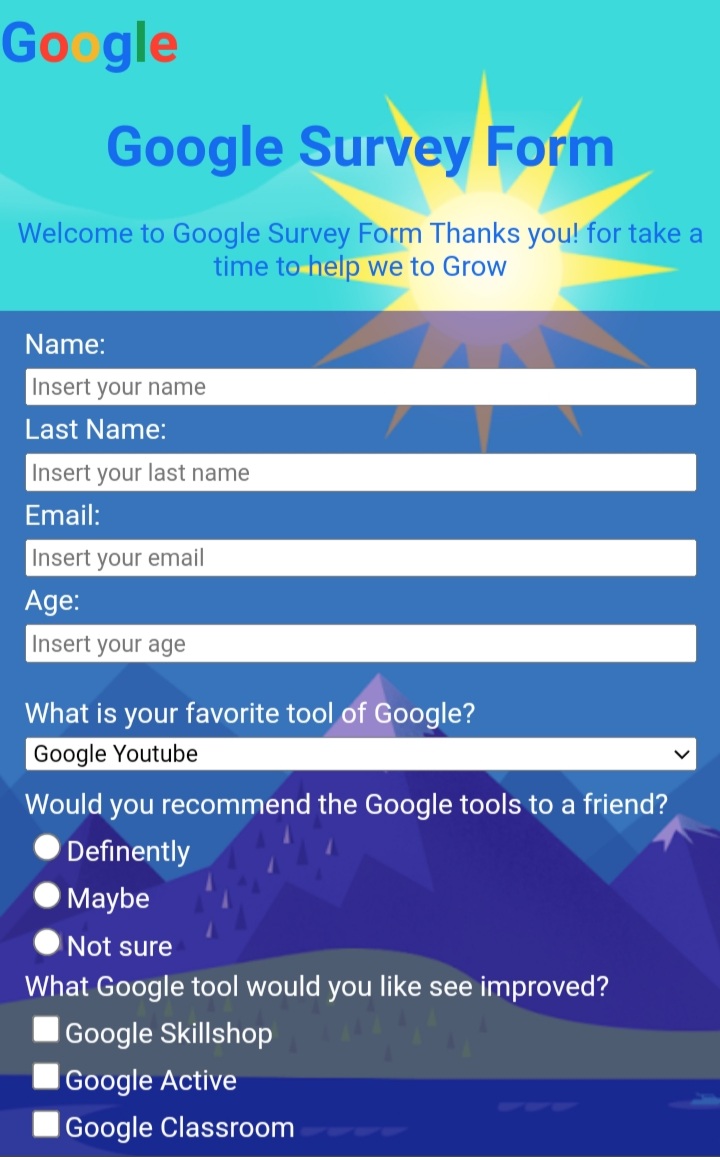 Google
Google Survey Form
Welcome to Google Survey Form Thanks you! for take a
time to help we to Grow
Name:
Insert your name
Last Name:
Insert your last name
Email:
Insert your email
Age:
Insert your age
What is your favorite tool of Google?
Google Youtube
Would you recommend the Google tools to a friend?
Definently
Maybe
Not sure
What Google tool would you like see improved?
Google Skillshop
Google Active
Google Classroom